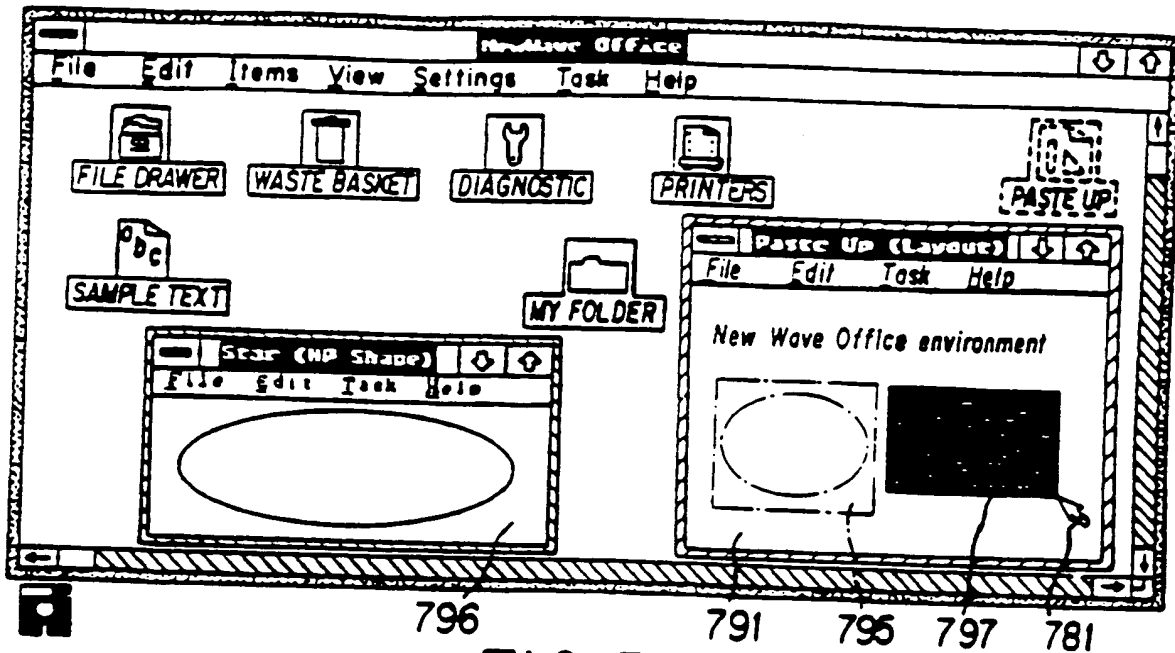 NewWave Office
File Edit Items View Settings Task Help
FILE DRAWER WASTE BASKET DIAGNOSTIC PRINTERS PASTE UP
abc
SAMPLE TEXT MY FOLDER
Paste Up (Layout)
File Edit Task Help
New Wave Office environment
Star (HP Shape)
File Edit Task Help
796 791 795 797 781